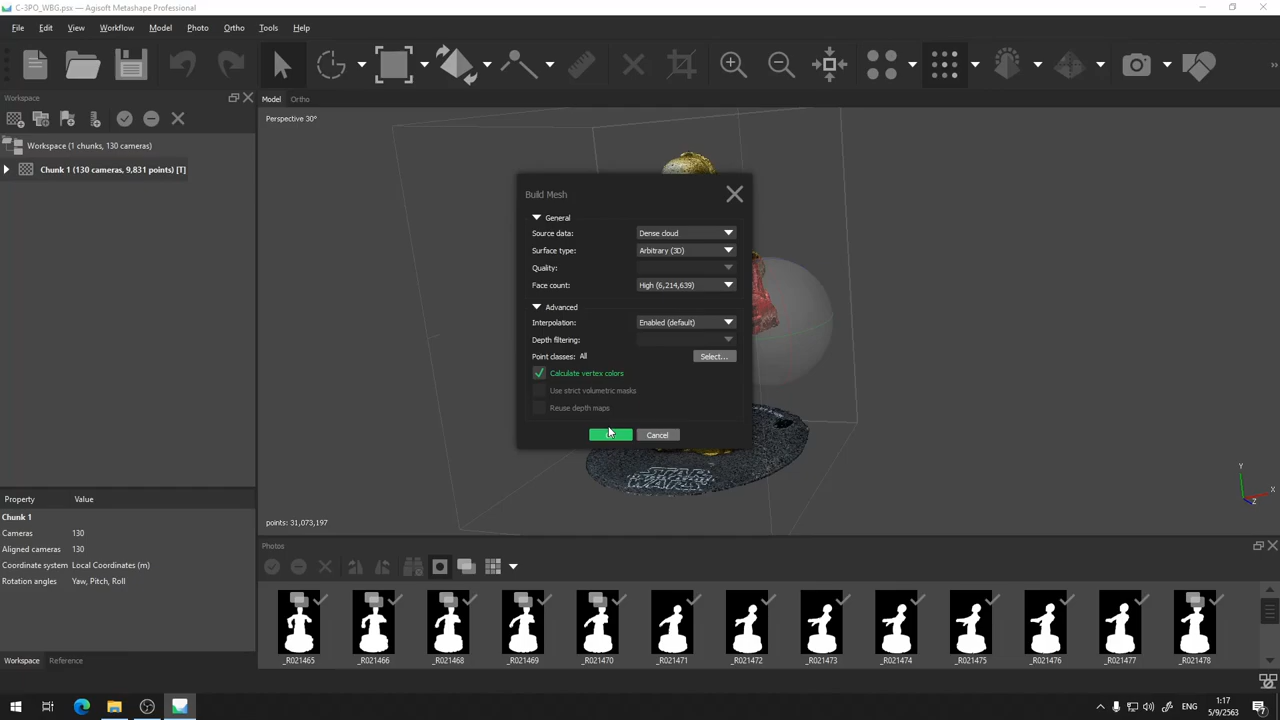 C-3PO_WBG.psx — Agisoft Metashape Professional
File Edit View Workflow Model Photo Ortho Tools Help
Workspace
Model Ortho
Perspective 30°
Workspace (1 chunks, 130 cameras)
Chunk 1 (130 cameras, 9,831 points) [T]
Build Mesh
General
Source data: Dense cloud
Surface type: Arbitrary (3D)
Quality:
Face count: High (6,214,639)
Advanced
Interpolation: Enabled (default)
Depth filtering:
Point classes: All Select...
Calculate vertex colors
Use strict volumetric masks
Reuse depth maps
Cancel
STAR
WARS
Y
X
Z
points: 31,073,197
Property Value
Chunk 1
Cameras 130
Aligned cameras 130
Coordinate system Local Coordinates (m)
Rotation angles Yaw, Pitch, Roll
Photos
_R021465 _R021466 _R021468 _R021469 _R021470 _R021471 _R021472 _R021473 _R021474 _R021475 _R021476 _R021477 _R021478
Workspace Reference
ENG
1:17
5/9/2563